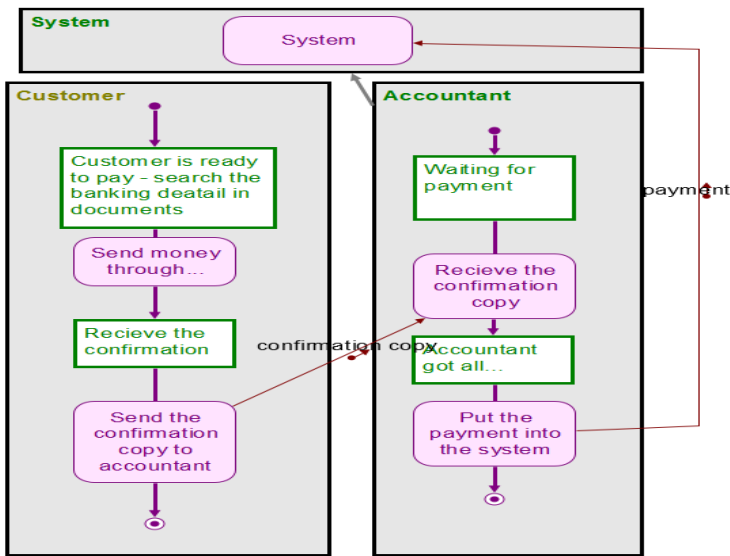 System
System
Customer
Customer is ready
to pay - search the
banking deatail in
documents
Send money
through...
Recieve the
confirmation
Send the
confirmation
copy to
accountant
confirmation copy
Accountant
Waiting for
payment
Recieve the
confirmation
copy
Accountant
got all...
Put the
payment into
the system
payment